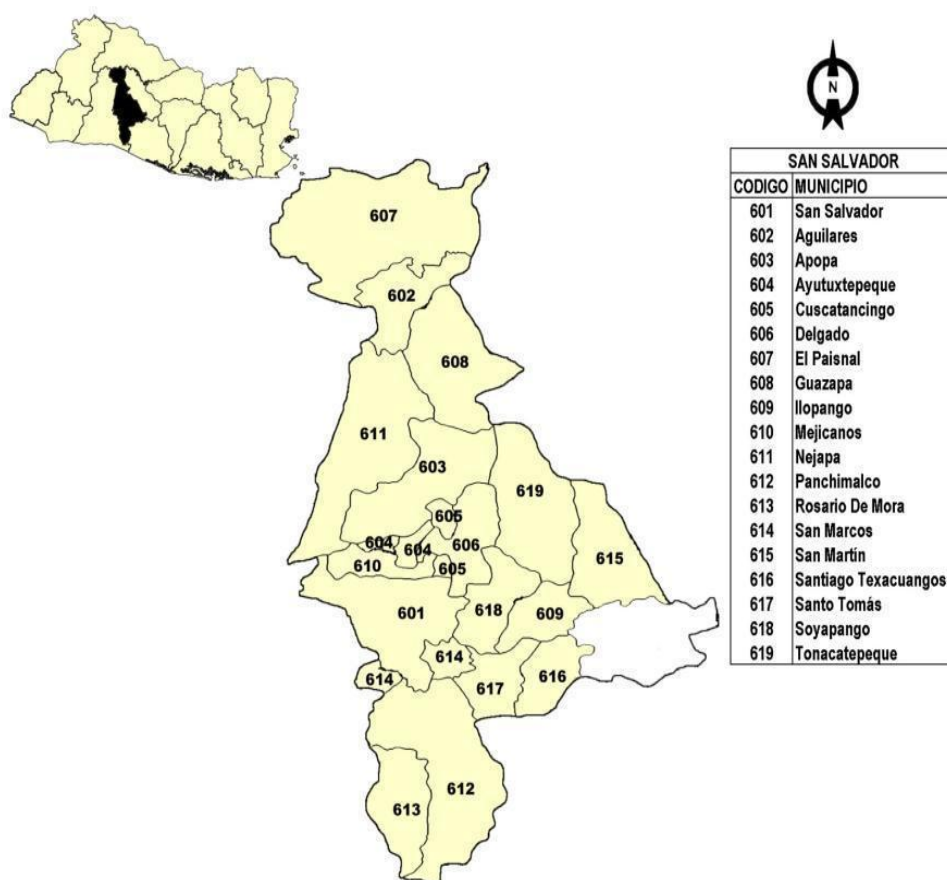 N
SAN SALVADOR
CODIGO MUNICIPIO
601 San Salvador
602 Aguilares
603 Apopa
604 Ayutuxtepeque
605 Cuscatancingo
606 Delgado
607 El Paisnal
608 Guazapa
609 Ilopango
610 Mejicanos
611 Nejapa
612 Panchimalco
613 Rosario De Mora
614 San Marcos
615 San Martín
616 Santiago Texacuangos
617 Santo Tomás
618 Soyapango
619 Tonacatepeque
607
602
608
611
603
619
605
604
604
606
615
610
605
601
618
609
614
614
617
616
612
613